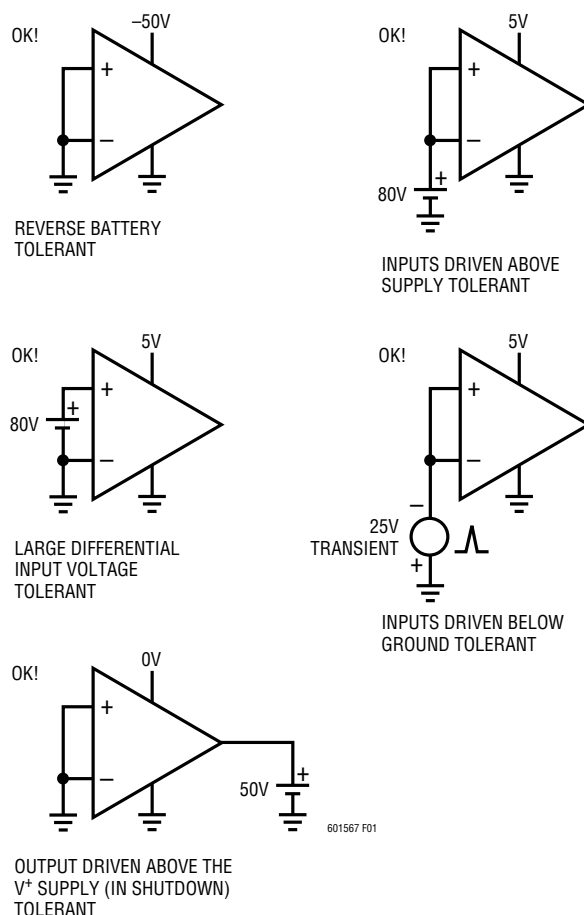 OK!
–50V
+
–
REVERSE BATTERY
TOLERANT
OK!
5V
+
–
80V
+
INPUTS DRIVEN ABOVE
SUPPLY TOLERANT
OK!
5V
+
–
80V
+
LARGE DIFFERENTIAL
INPUT VOLTAGE
TOLERANT
OK!
5V
+
–
–
25V
TRANSIENT
+
INPUTS DRIVEN BELOW
GROUND TOLERANT
OK!
0V
+
–
50V
+
601567 F01
OUTPUT DRIVEN ABOVE THE
V⁺ SUPPLY (IN SHUTDOWN)
TOLERANT